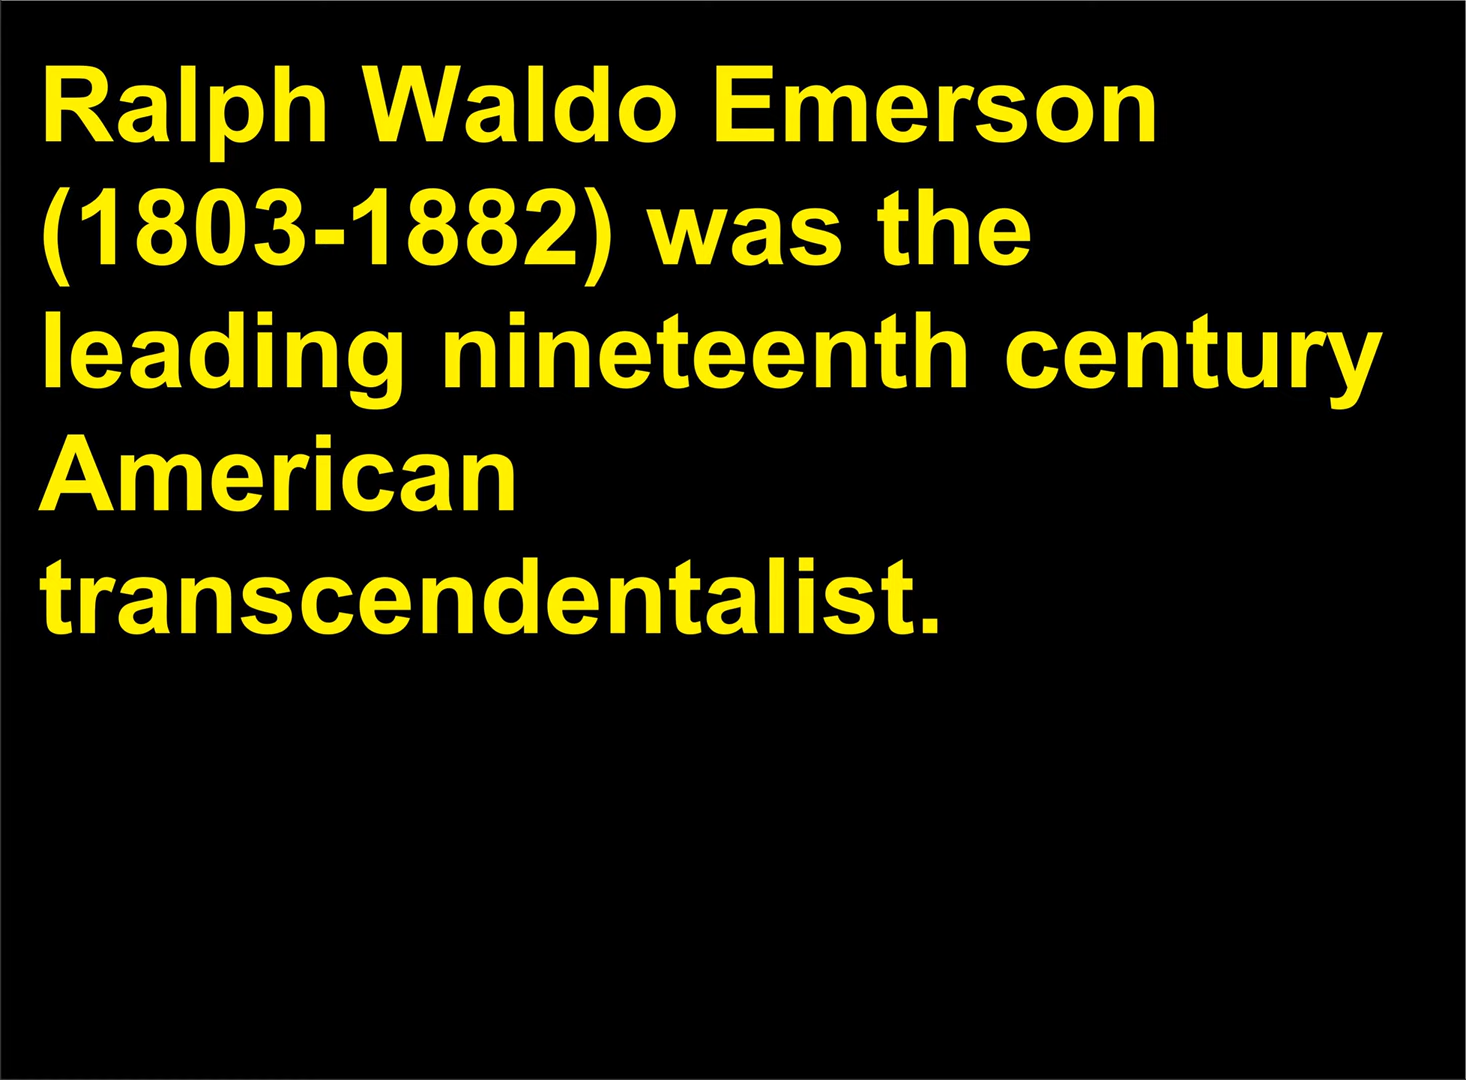 Ralph Waldo Emerson
(1803-1882) was the
leading nineteenth century
American
transcendentalist.